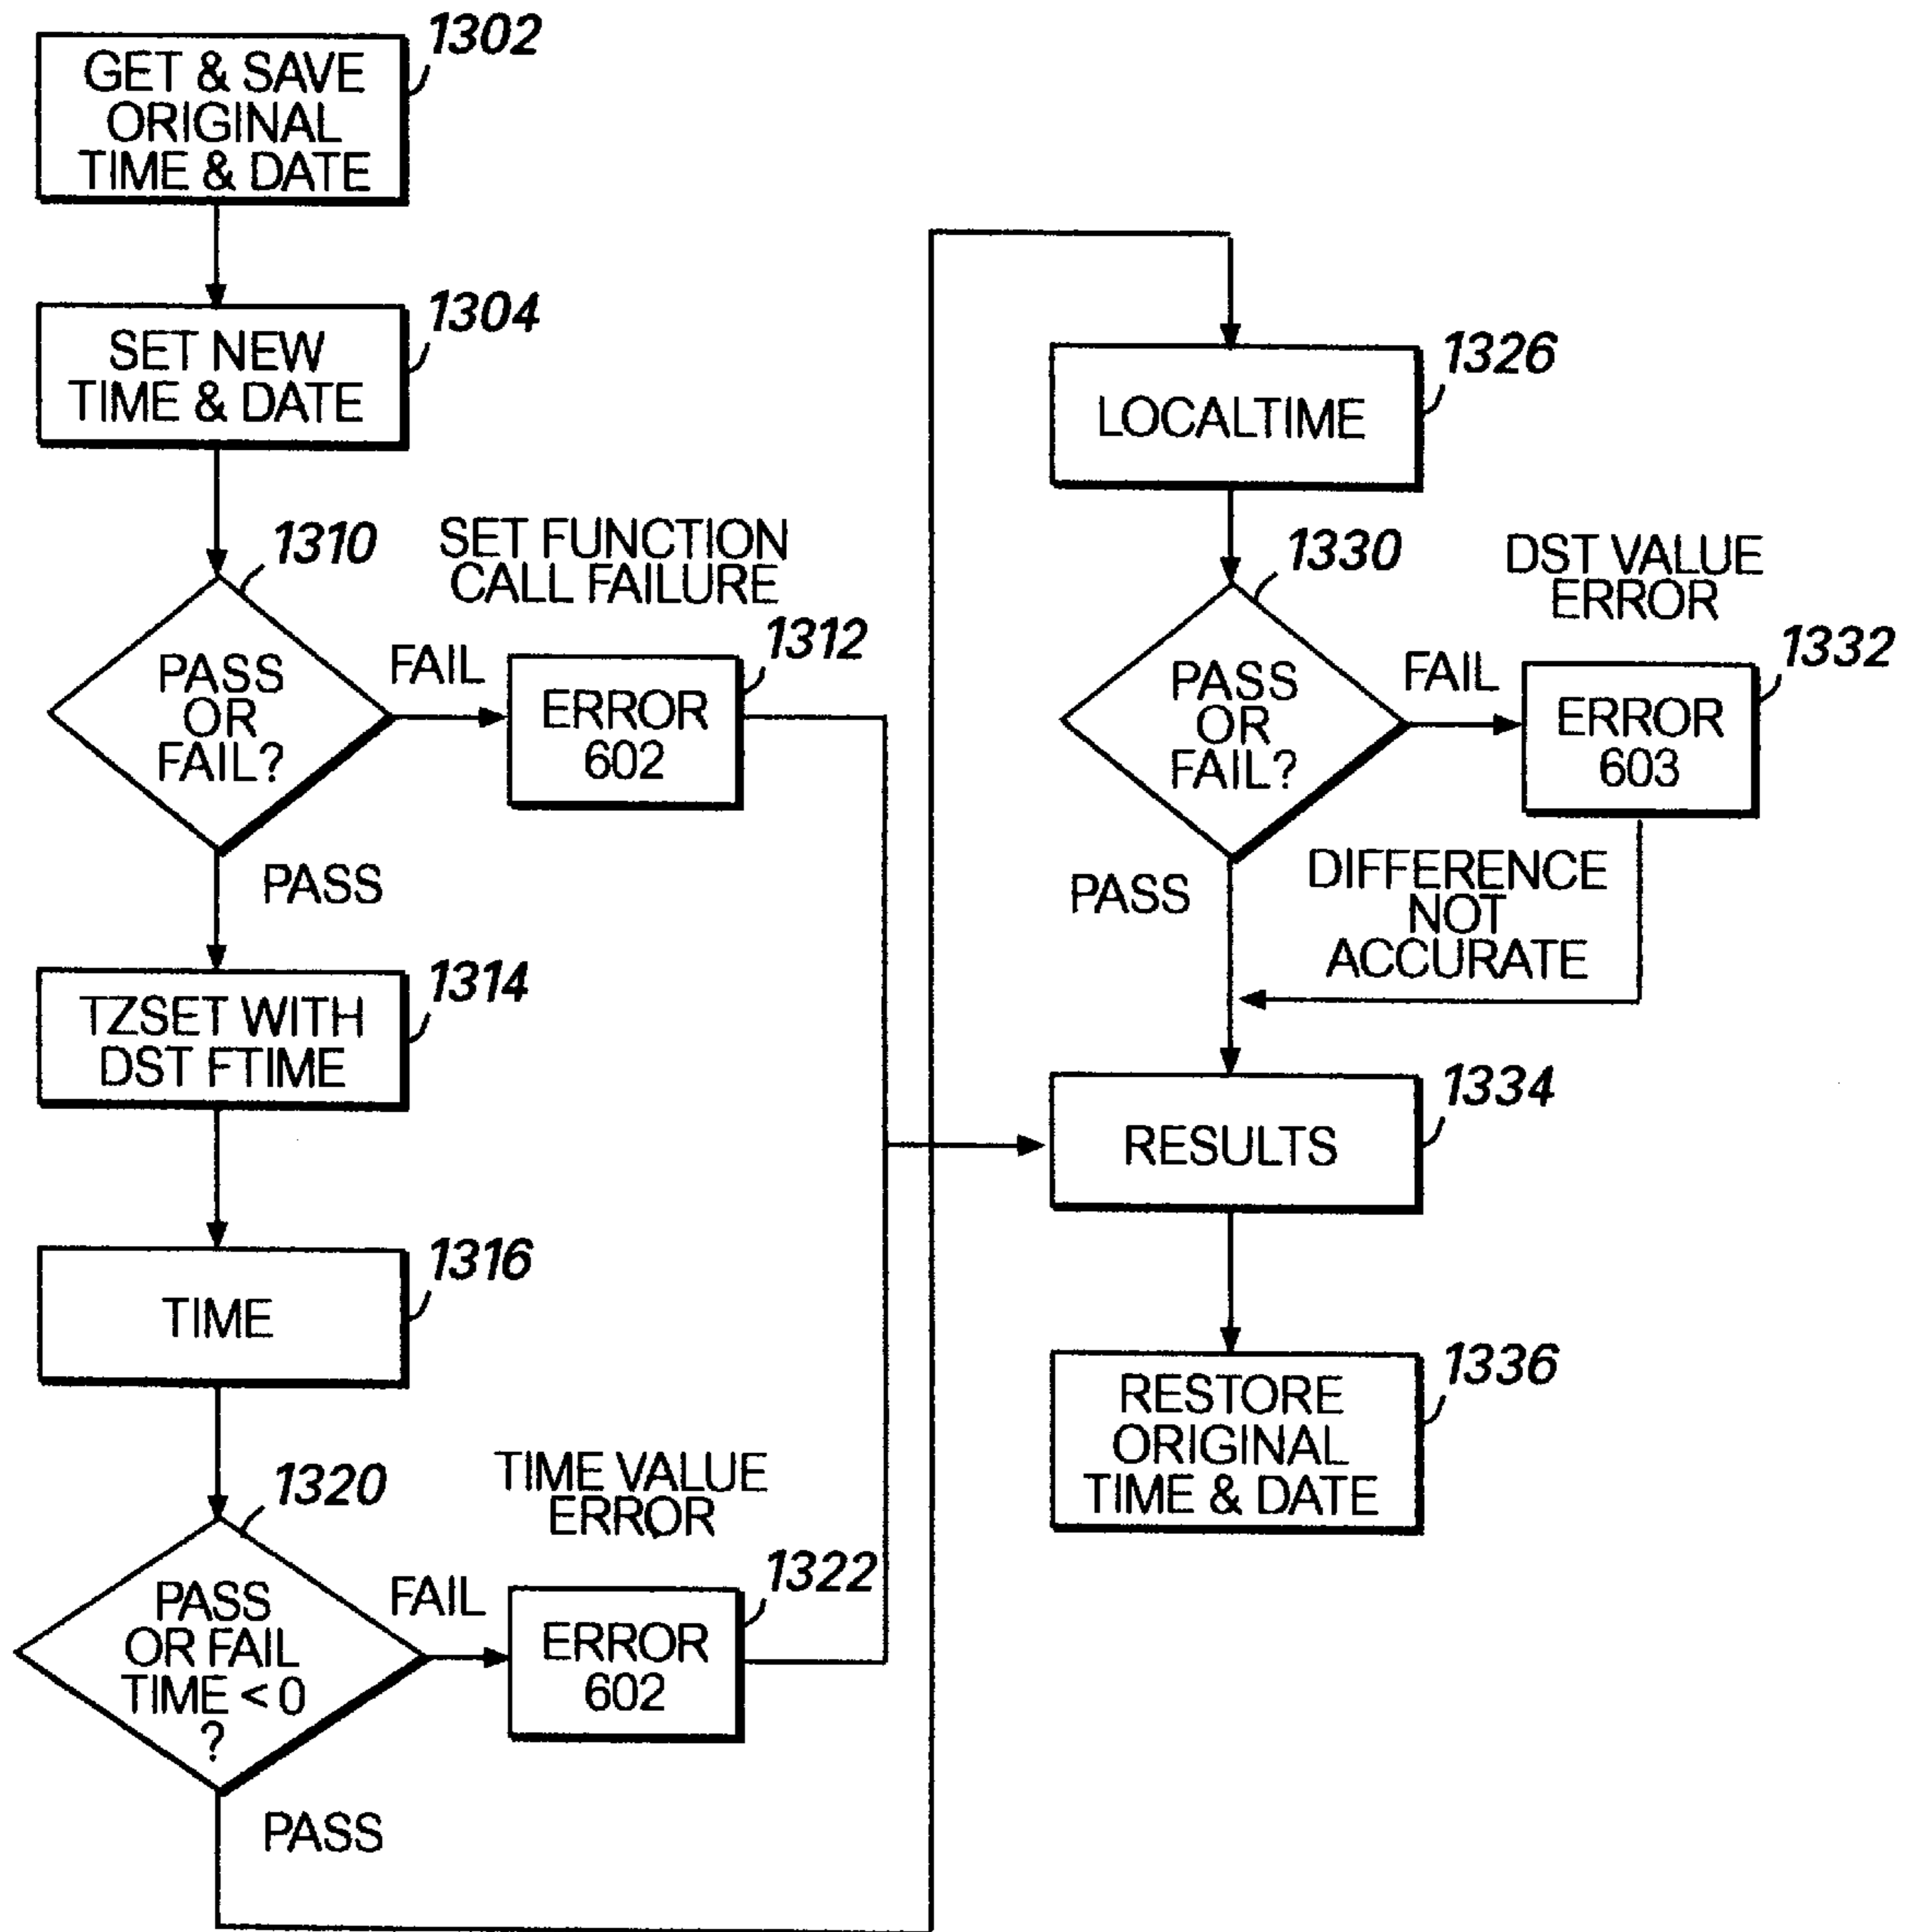 1302
GET & SAVE
ORIGINAL
TIME & DATE
1304
SET NEW
TIME & DATE
1310
PASS
OR
FAIL?
SET FUNCTION
CALL FAILURE
FAIL
1312
ERROR
602
PASS
1314
TZSET WITH
DST FTIME
1316
TIME
1320
PASS
OR FAIL
TIME < 0
?
TIME VALUE
ERROR
FAIL
1322
ERROR
602
PASS
1326
LOCALTIME
1330
PASS
OR
FAIL?
DST VALUE
ERROR
FAIL
1332
ERROR
603
PASS
DIFFERENCE
NOT
ACCURATE
1334
RESULTS
1336
RESTORE
ORIGINAL
TIME & DATE